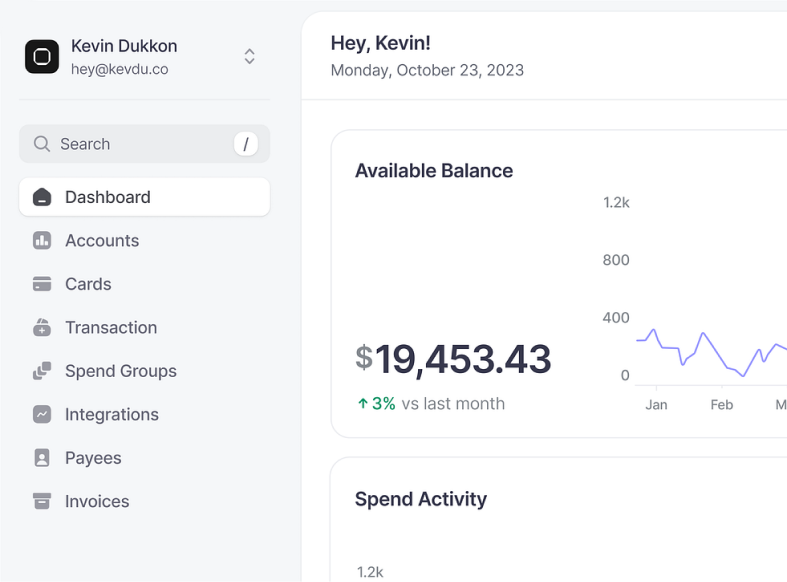 Kevin Dukkon
hey@kevdu.co
Search
/
Dashboard
Accounts
Cards
Transaction
Spend Groups
Integrations
Payees
Invoices
Hey, Kevin!
Monday, October 23, 2023
Available Balance
$19,453.43
↑ 3% vs last month
1.2k
800
400
0
Jan
Feb
M
Spend Activity
1.2k